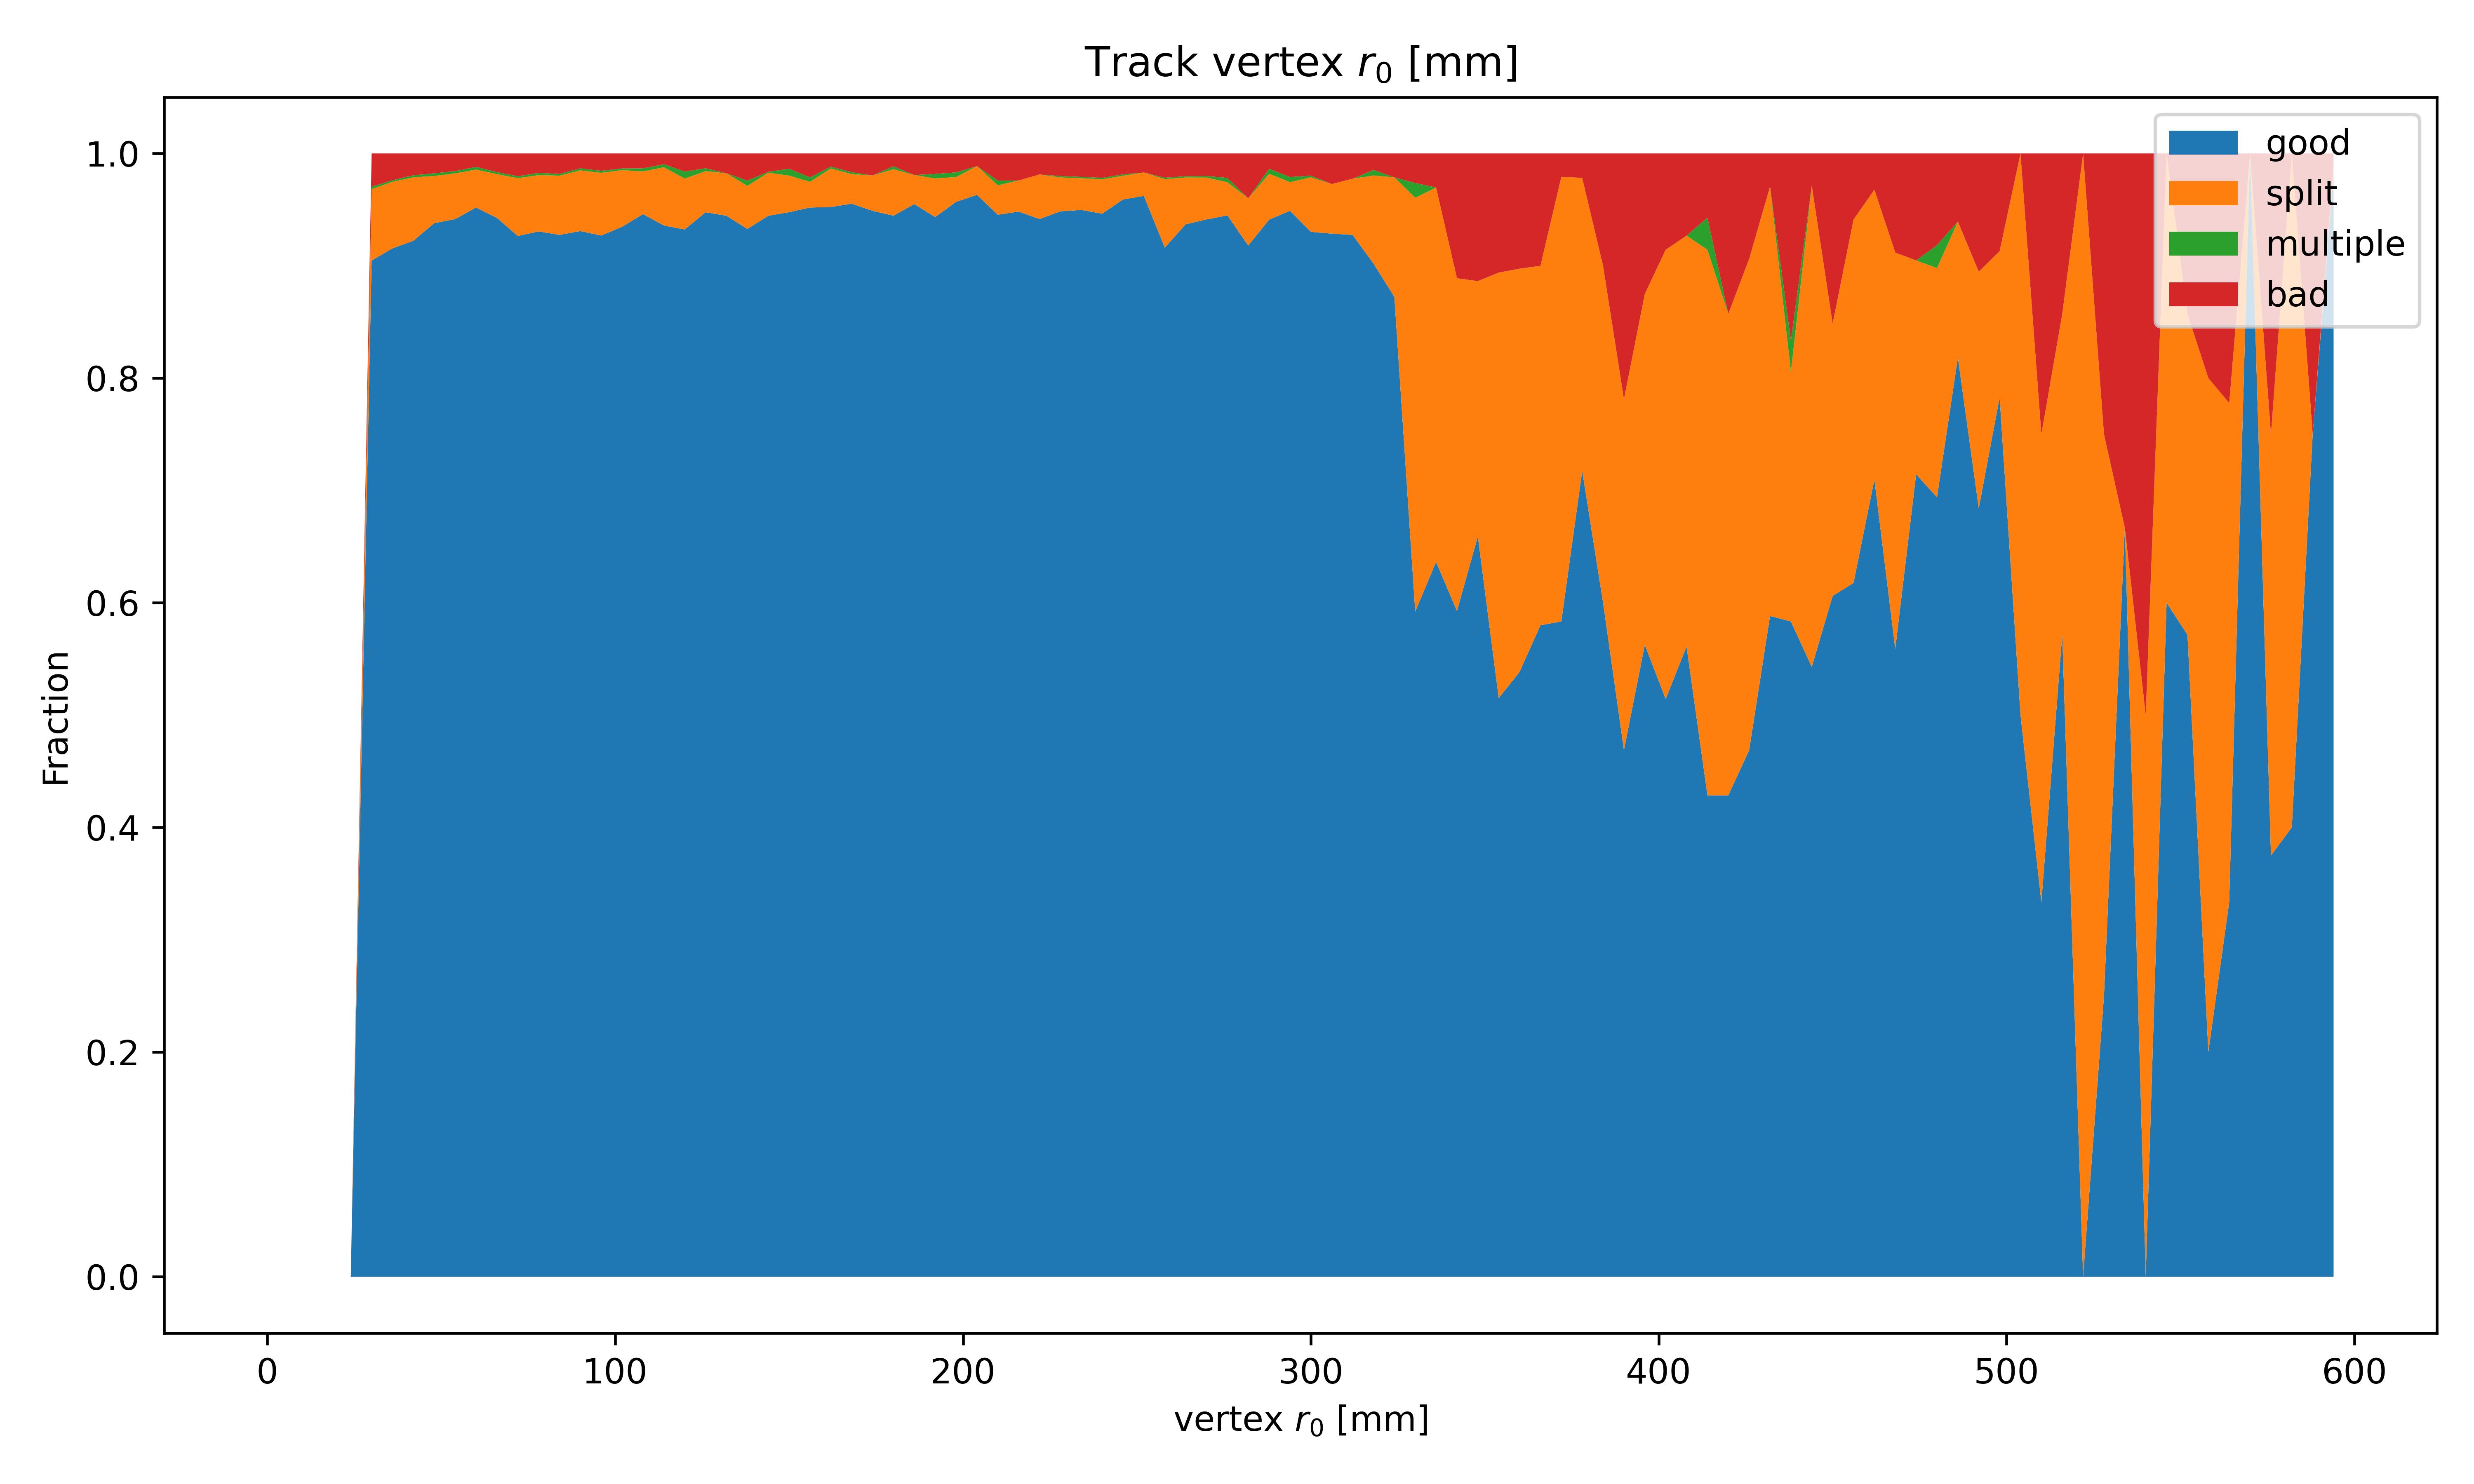 Track vertex r₀ [mm]
good
split
multiple
bad
1.0
0.8
0.6
0.4
0.2
0.0
Fraction
0 100 200 300 400 500 600
vertex r₀ [mm]